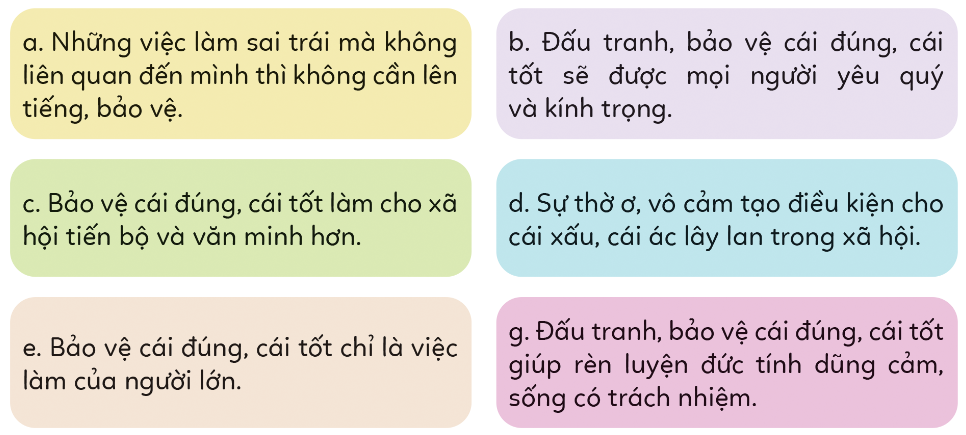 a. Những việc làm sai trái mà không
liên quan đến mình thì không cần lên
tiếng, bảo vệ.
b. Đấu tranh, bảo vệ cái đúng, cái
tốt sẽ được mọi người yêu quý
và kính trọng.
c. Bảo vệ cái đúng, cái tốt làm cho xã
hội tiến bộ và văn minh hơn.
d. Sự thờ ơ, vô cảm tạo điều kiện cho
cái xấu, cái ác lây lan trong xã hội.
e. Bảo vệ cái đúng, cái tốt chỉ là việc
làm của người lớn.
g. Đấu tranh, bảo vệ cái đúng, cái tốt
giúp rèn luyện đức tính dũng cảm,
sống có trách nhiệm.